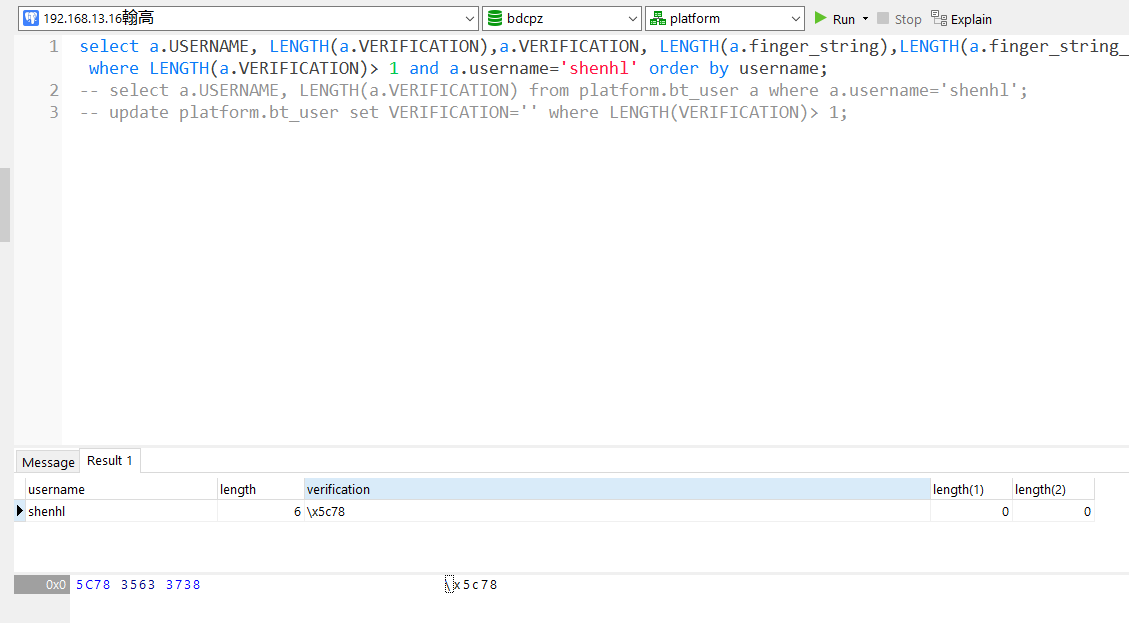 192.168.13.16翰高 bdcpz platform Run Stop Explain
1 select a.USERNAME, LENGTH(a.VERIFICATION),a.VERIFICATION, LENGTH(a.finger_string),LENGTH(a.finger_string_
where LENGTH(a.VERIFICATION)> 1 and a.username='shenhl' order by username;
2 -- select a.USERNAME, LENGTH(a.VERIFICATION) from platform.bt_user a where a.username='shenhl';
3 -- update platform.bt_user set VERIFICATION='' where LENGTH(VERIFICATION)> 1;
Message Result 1
username length verification length(1) length(2)
shenhl 6 \x5c78 0 0
0x0 5C78 3563 3738 \x5c78